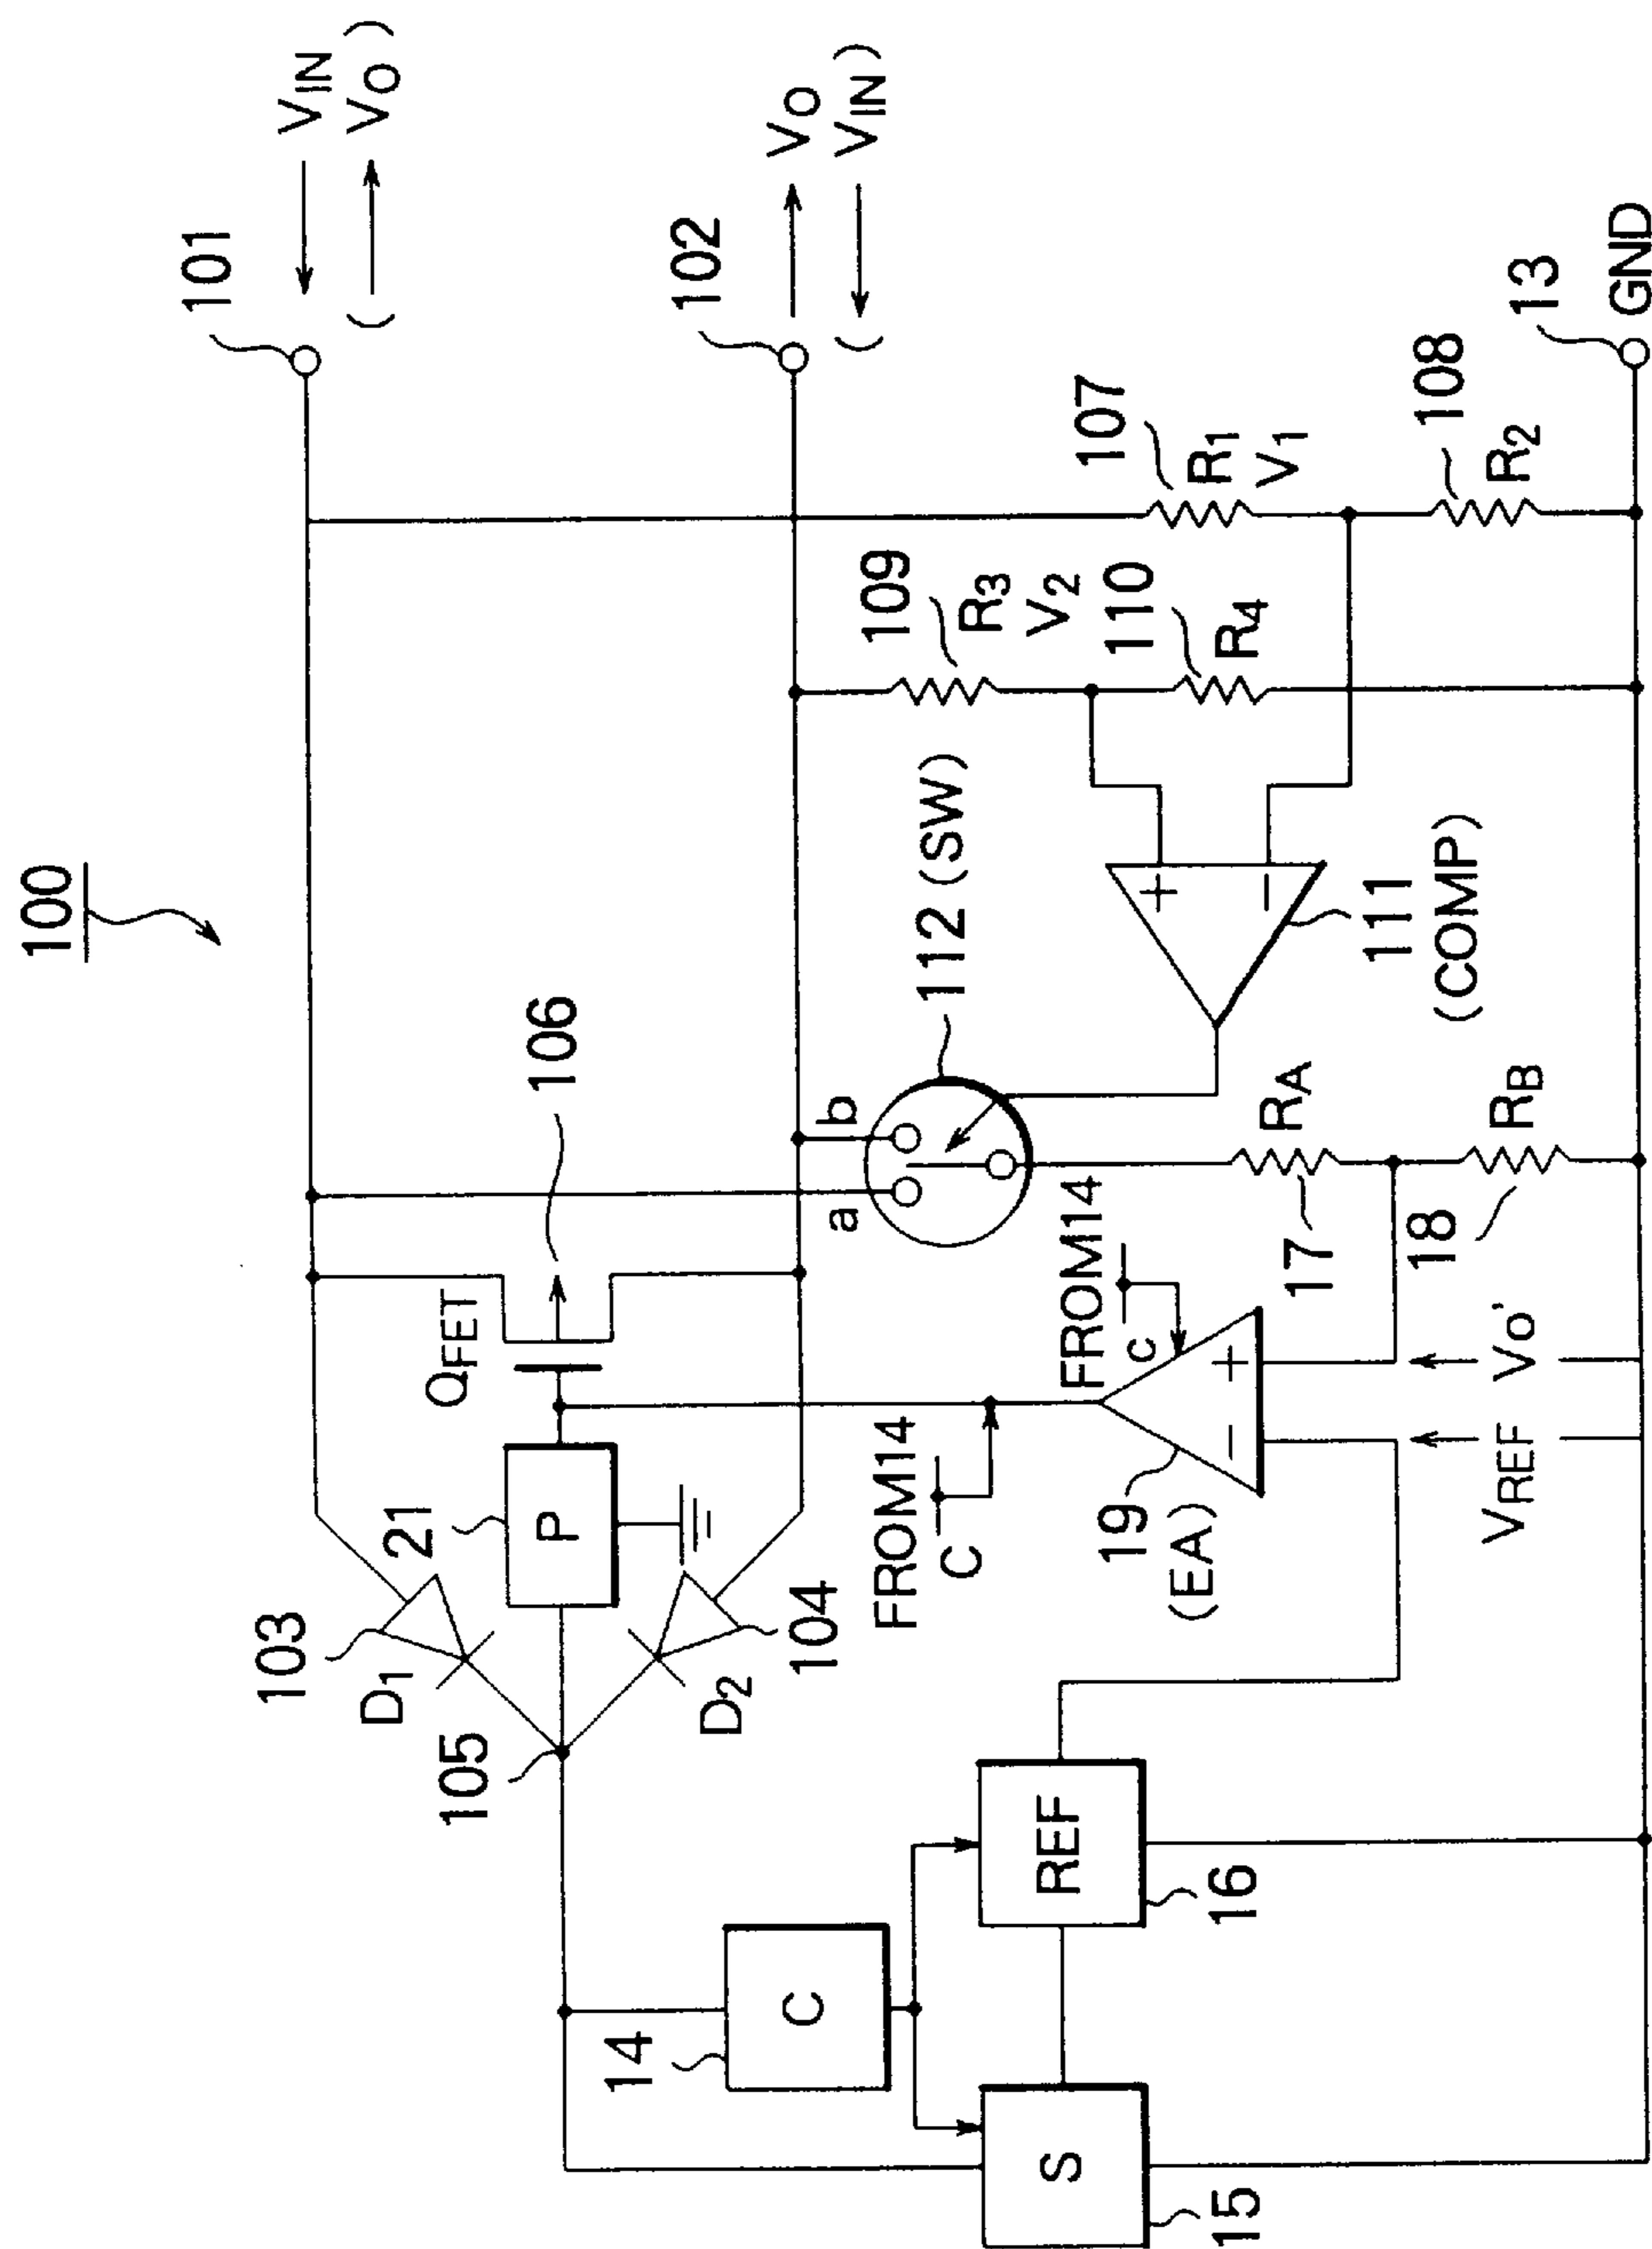 100
101
V_IN
( V_O )
102
V_O
( V_IN )
103
D1
21
P
Q_FET
106
105
D2
104
a
b
112 (SW)
109
R3
V2
110
R4
107
R1
V1
108
R2
13
GND
14
C
FROM14
C
FROM14
c
+
−
111
(COMP)
RA
17
18
RB
19
(EA)
−
+
V_REF
Vo'
REF
16
S
15